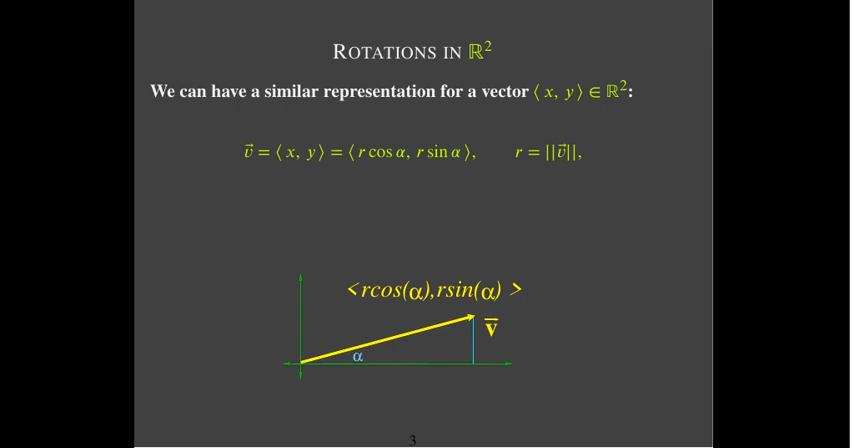 ROTATIONS IN ℝ²
We can have a similar representation for a vector ⟨ x, y ⟩ ∈ ℝ²:
v⃗ = ⟨ x, y ⟩ = ⟨ r cos α, r sin α ⟩, r = ||v⃗||,
<rcos(α),rsin(α) >
v⃗
α
3